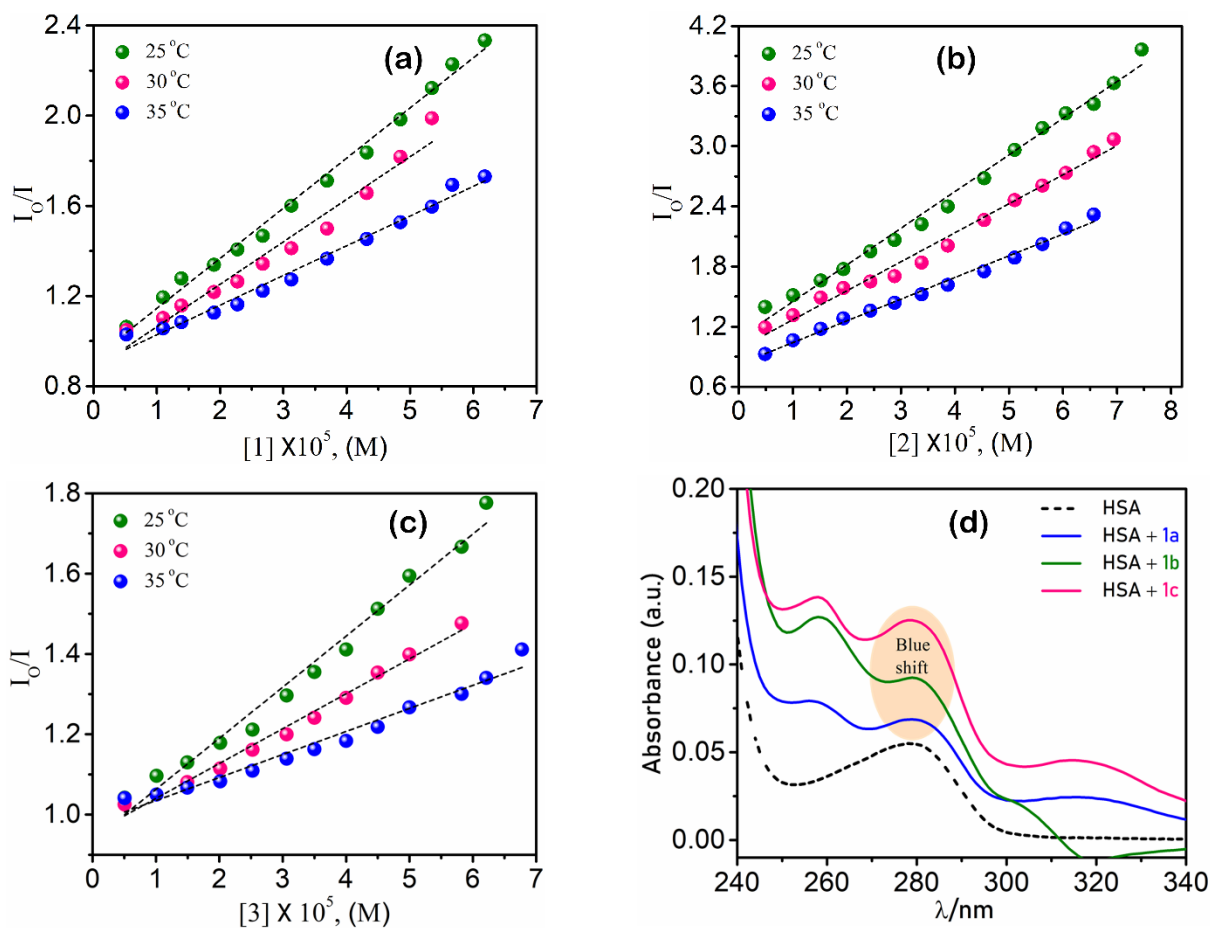 (a)
25 °C
30 °C
35 °C
I_O/I
2.4
2.0
1.6
1.2
0.8
0 1 2 3 4 5 6 7
[1] X10^5, (M)
(b)
25 °C
30 °C
35 °C
I_O/I
4.2
3.6
3.0
2.4
1.8
1.2
0.6
0 1 2 3 4 5 6 7 8
[2] X10^5, (M)
(c)
25 °C
30 °C
35 °C
I_O/I
1.8
1.6
1.4
1.2
1.0
0 1 2 3 4 5 6 7
[3] X 10^5, (M)
(d)
HSA
HSA + 1a
HSA + 1b
HSA + 1c
Blue
shift
Absorbance (a.u.)
0.20
0.15
0.10
0.05
0.00
240 260 280 300 320 340
λ/nm